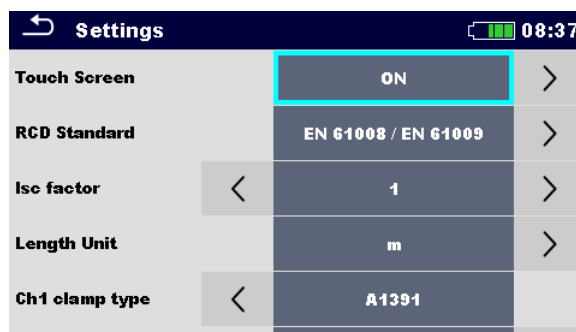 Settings 08:37
Touch Screen ON
RCD Standard EN 61008 / EN 61009
Isc factor 1
Length Unit m
Ch1 clamp type A1391